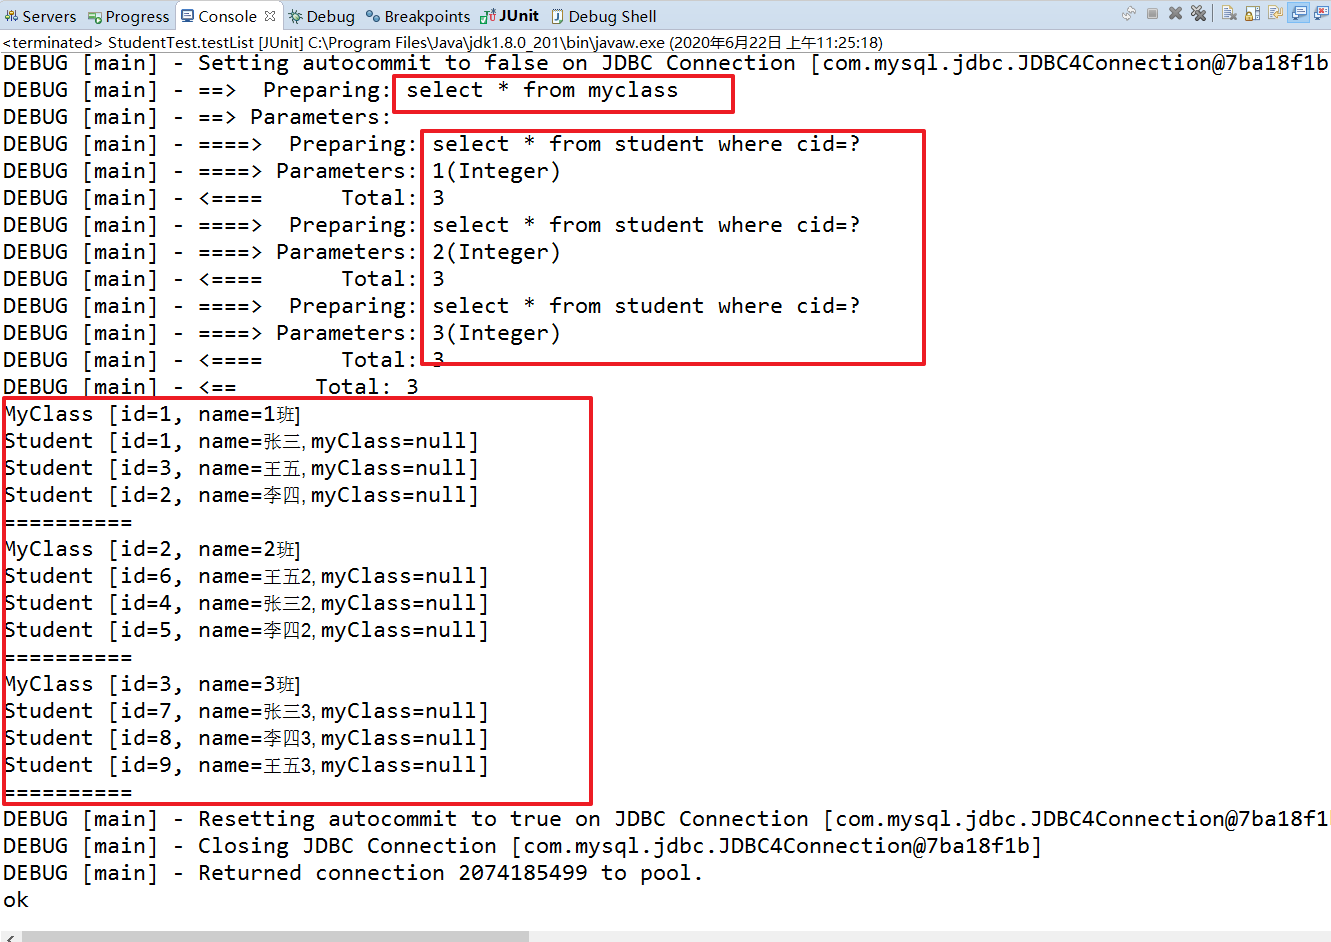 Servers Progress Console Debug Breakpoints JUnit Debug Shell
<terminated> StudentTest.testList [JUnit] C:\Program Files\Java\jdk1.8.0_201\bin\javaw.exe (2020年6月22日 上午11:25:18)
DEBUG [main] - Setting autocommit to false on JDBC Connection [com.mysql.jdbc.JDBC4Connection@7ba18f1b
DEBUG [main] - ==>  Preparing: select * from myclass
DEBUG [main] - ==> Parameters:
DEBUG [main] - ====>  Preparing: select * from student where cid=?
DEBUG [main] - ====> Parameters: 1(Integer)
DEBUG [main] - <====      Total: 3
DEBUG [main] - ====>  Preparing: select * from student where cid=?
DEBUG [main] - ====> Parameters: 2(Integer)
DEBUG [main] - <====      Total: 3
DEBUG [main] - ====>  Preparing: select * from student where cid=?
DEBUG [main] - ====> Parameters: 3(Integer)
DEBUG [main] - <====      Total: 3
DEBUG [main] - <==      Total: 3
MyClass [id=1, name=1班]
Student [id=1, name=张三,myClass=null]
Student [id=3, name=王五,myClass=null]
Student [id=2, name=李四,myClass=null]
==========
MyClass [id=2, name=2班]
Student [id=6, name=王五2,myClass=null]
Student [id=4, name=张三2,myClass=null]
Student [id=5, name=李四2,myClass=null]
==========
MyClass [id=3, name=3班]
Student [id=7, name=张三3,myClass=null]
Student [id=8, name=李四3,myClass=null]
Student [id=9, name=王五3,myClass=null]
==========
DEBUG [main] - Resetting autocommit to true on JDBC Connection [com.mysql.jdbc.JDBC4Connection@7ba18f1
DEBUG [main] - Closing JDBC Connection [com.mysql.jdbc.JDBC4Connection@7ba18f1b]
DEBUG [main] - Returned connection 2074185499 to pool.
ok